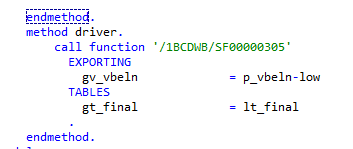 endmethod.
method driver.
call function '/1BCDWB/SF00000305'
EXPORTING
gv_vbeln = p_vbeln-low
TABLES
gt_final = lt_final
.
endmethod.